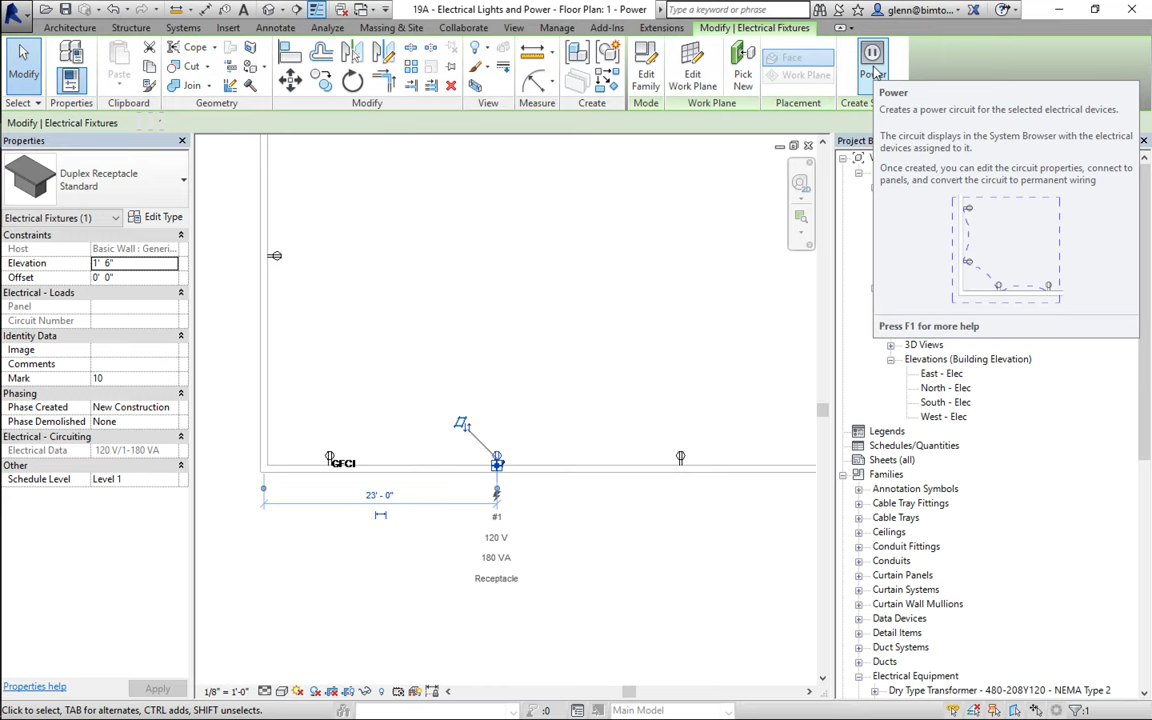 19A - Electrical Lights and Power - Floor Plan: 1 - Power
Type a keyword or phrase
glenn@bimto...
Architecture Structure Systems Insert Annotate Analyze Massing & Site Collaborate View Manage Add-Ins Extensions Modify | Electrical Fixtures
Modify
Paste
Cope
Cut
Join
Edit Family
Edit Work Plane
Pick New
Face
Work Plane
Power
Select Properties Clipboard Geometry Modify View Measure Create Mode Work Plane Placement Create S
Modify | Electrical Fixtures
Power
Creates a power circuit for the selected electrical devices.
The circuit displays in the System Browser with the electrical
devices assigned to it.
Once created, you can edit the circuit properties, connect to
panels, and convert the circuit to permanent wiring
Press F1 for more help
Properties
Duplex Receptacle
Standard
Electrical Fixtures (1)
Edit Type
Constraints
Host Basic Wall : Generi...
Elevation 1' 6"
Offset 0' 0"
Electrical - Loads
Panel
Circuit Number
Identity Data
Image
Comments
Mark 10
Phasing
Phase Created New Construction
Phase Demolished None
Electrical - Circuiting
Electrical Data 120 V/1-180 VA
Other
Schedule Level Level 1
Properties help
Apply
GFCI
23' - 0"
#1
120 V
180 VA
Receptacle
Project B
3D Views
Elevations (Building Elevation)
East - Elec
North - Elec
South - Elec
West - Elec
Legends
Schedules/Quantities
Sheets (all)
Families
Annotation Symbols
Cable Tray Fittings
Cable Trays
Ceilings
Conduit Fittings
Conduits
Curtain Panels
Curtain Systems
Curtain Wall Mullions
Data Devices
Detail Items
Duct Systems
Ducts
Electrical Equipment
Dry Type Transformer - 480-208Y120 - NEMA Type 2
1/8" = 1'-0"
Click to select, TAB for alternates, CTRL adds, SHIFT unselects.
:0
Main Model
:1